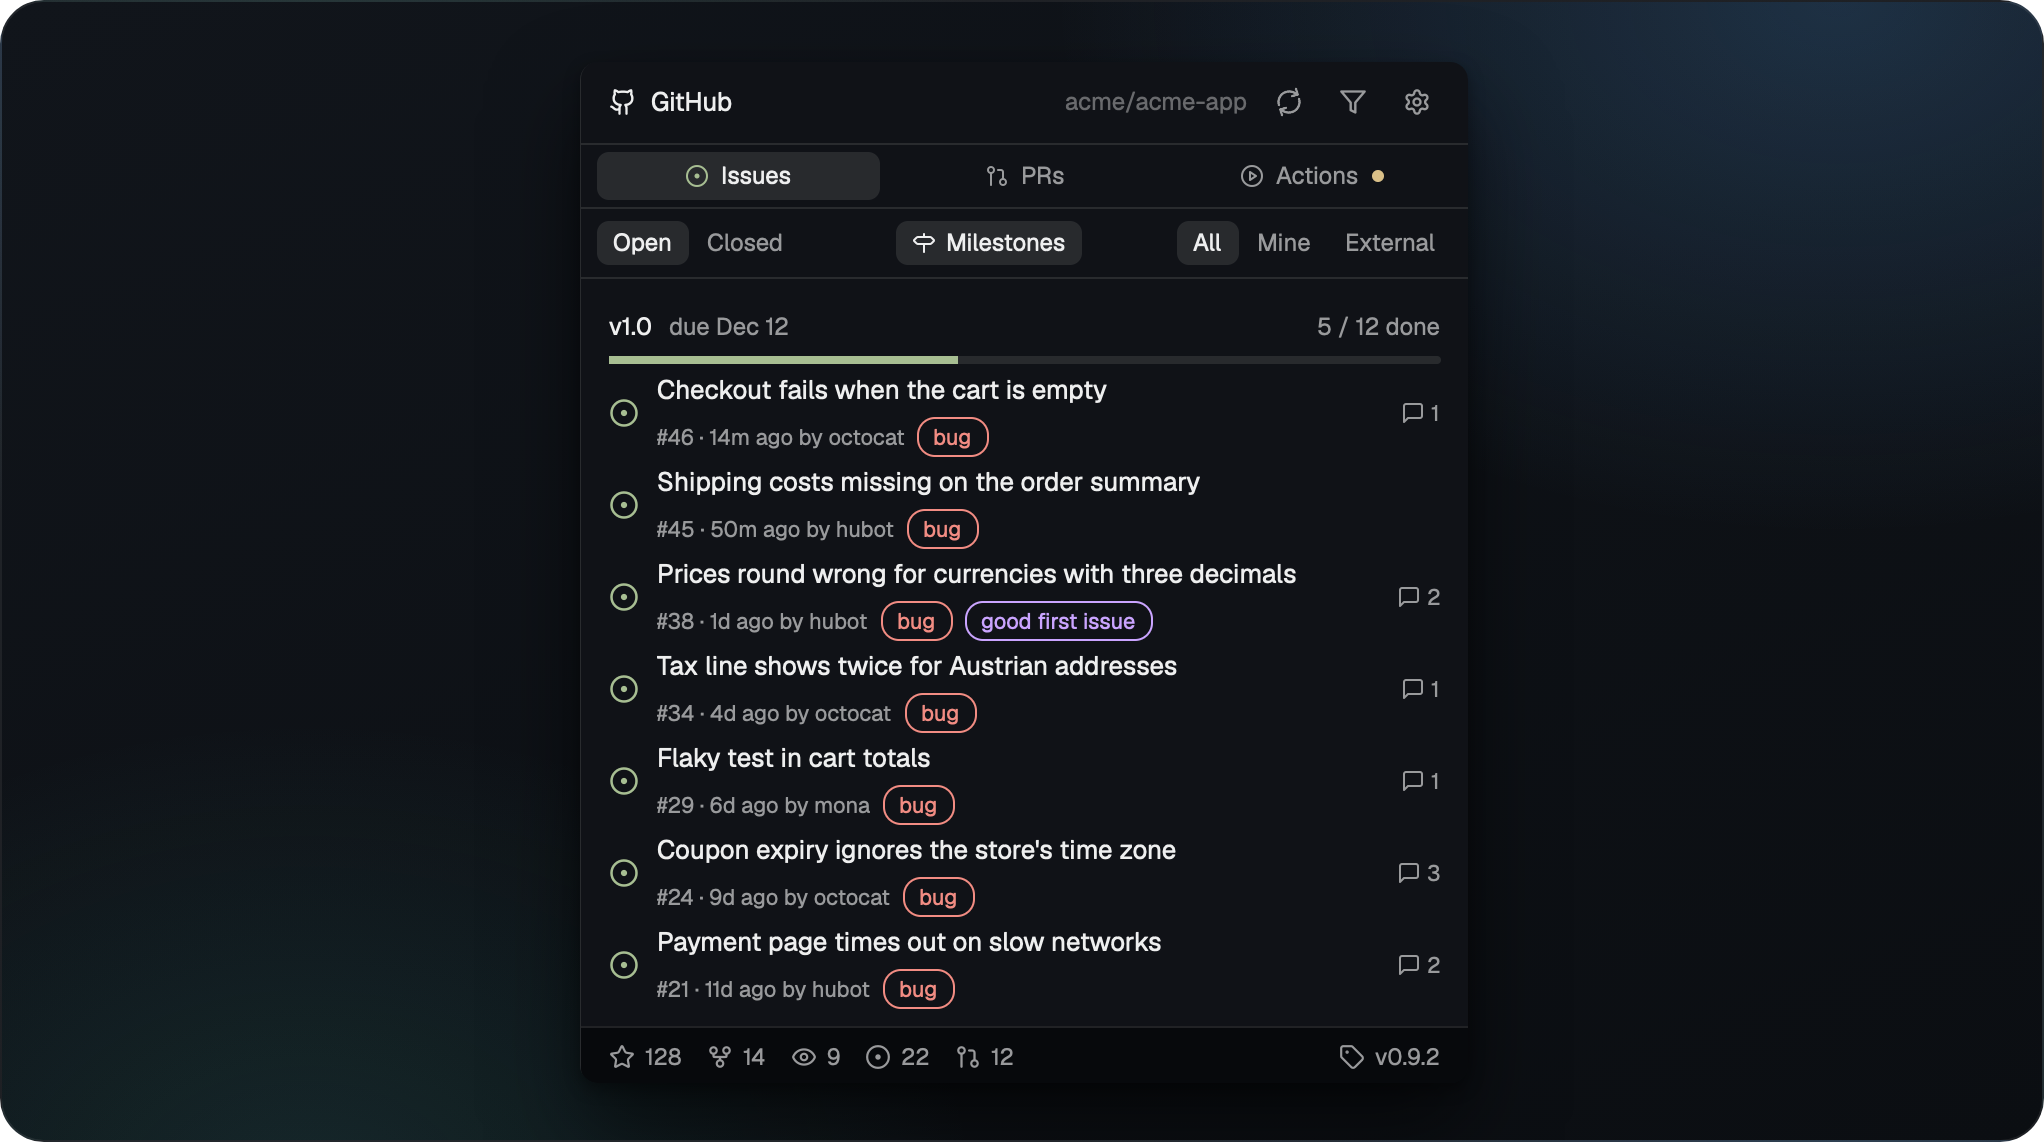 GitHub acme/acme-app
Issues PRs Actions
Open Closed Milestones All Mine External
v1.0 due Dec 12 5 / 12 done
Checkout fails when the cart is empty
#46 · 14m ago by octocat bug 1
Shipping costs missing on the order summary
#45 · 50m ago by hubot bug
Prices round wrong for currencies with three decimals
#38 · 1d ago by hubot bug good first issue 2
Tax line shows twice for Austrian addresses
#34 · 4d ago by octocat bug 1
Flaky test in cart totals
#29 · 6d ago by mona bug 1
Coupon expiry ignores the store's time zone
#24 · 9d ago by octocat bug 3
Payment page times out on slow networks
#21 · 11d ago by hubot bug 2
128 14 9 22 12 v0.9.2